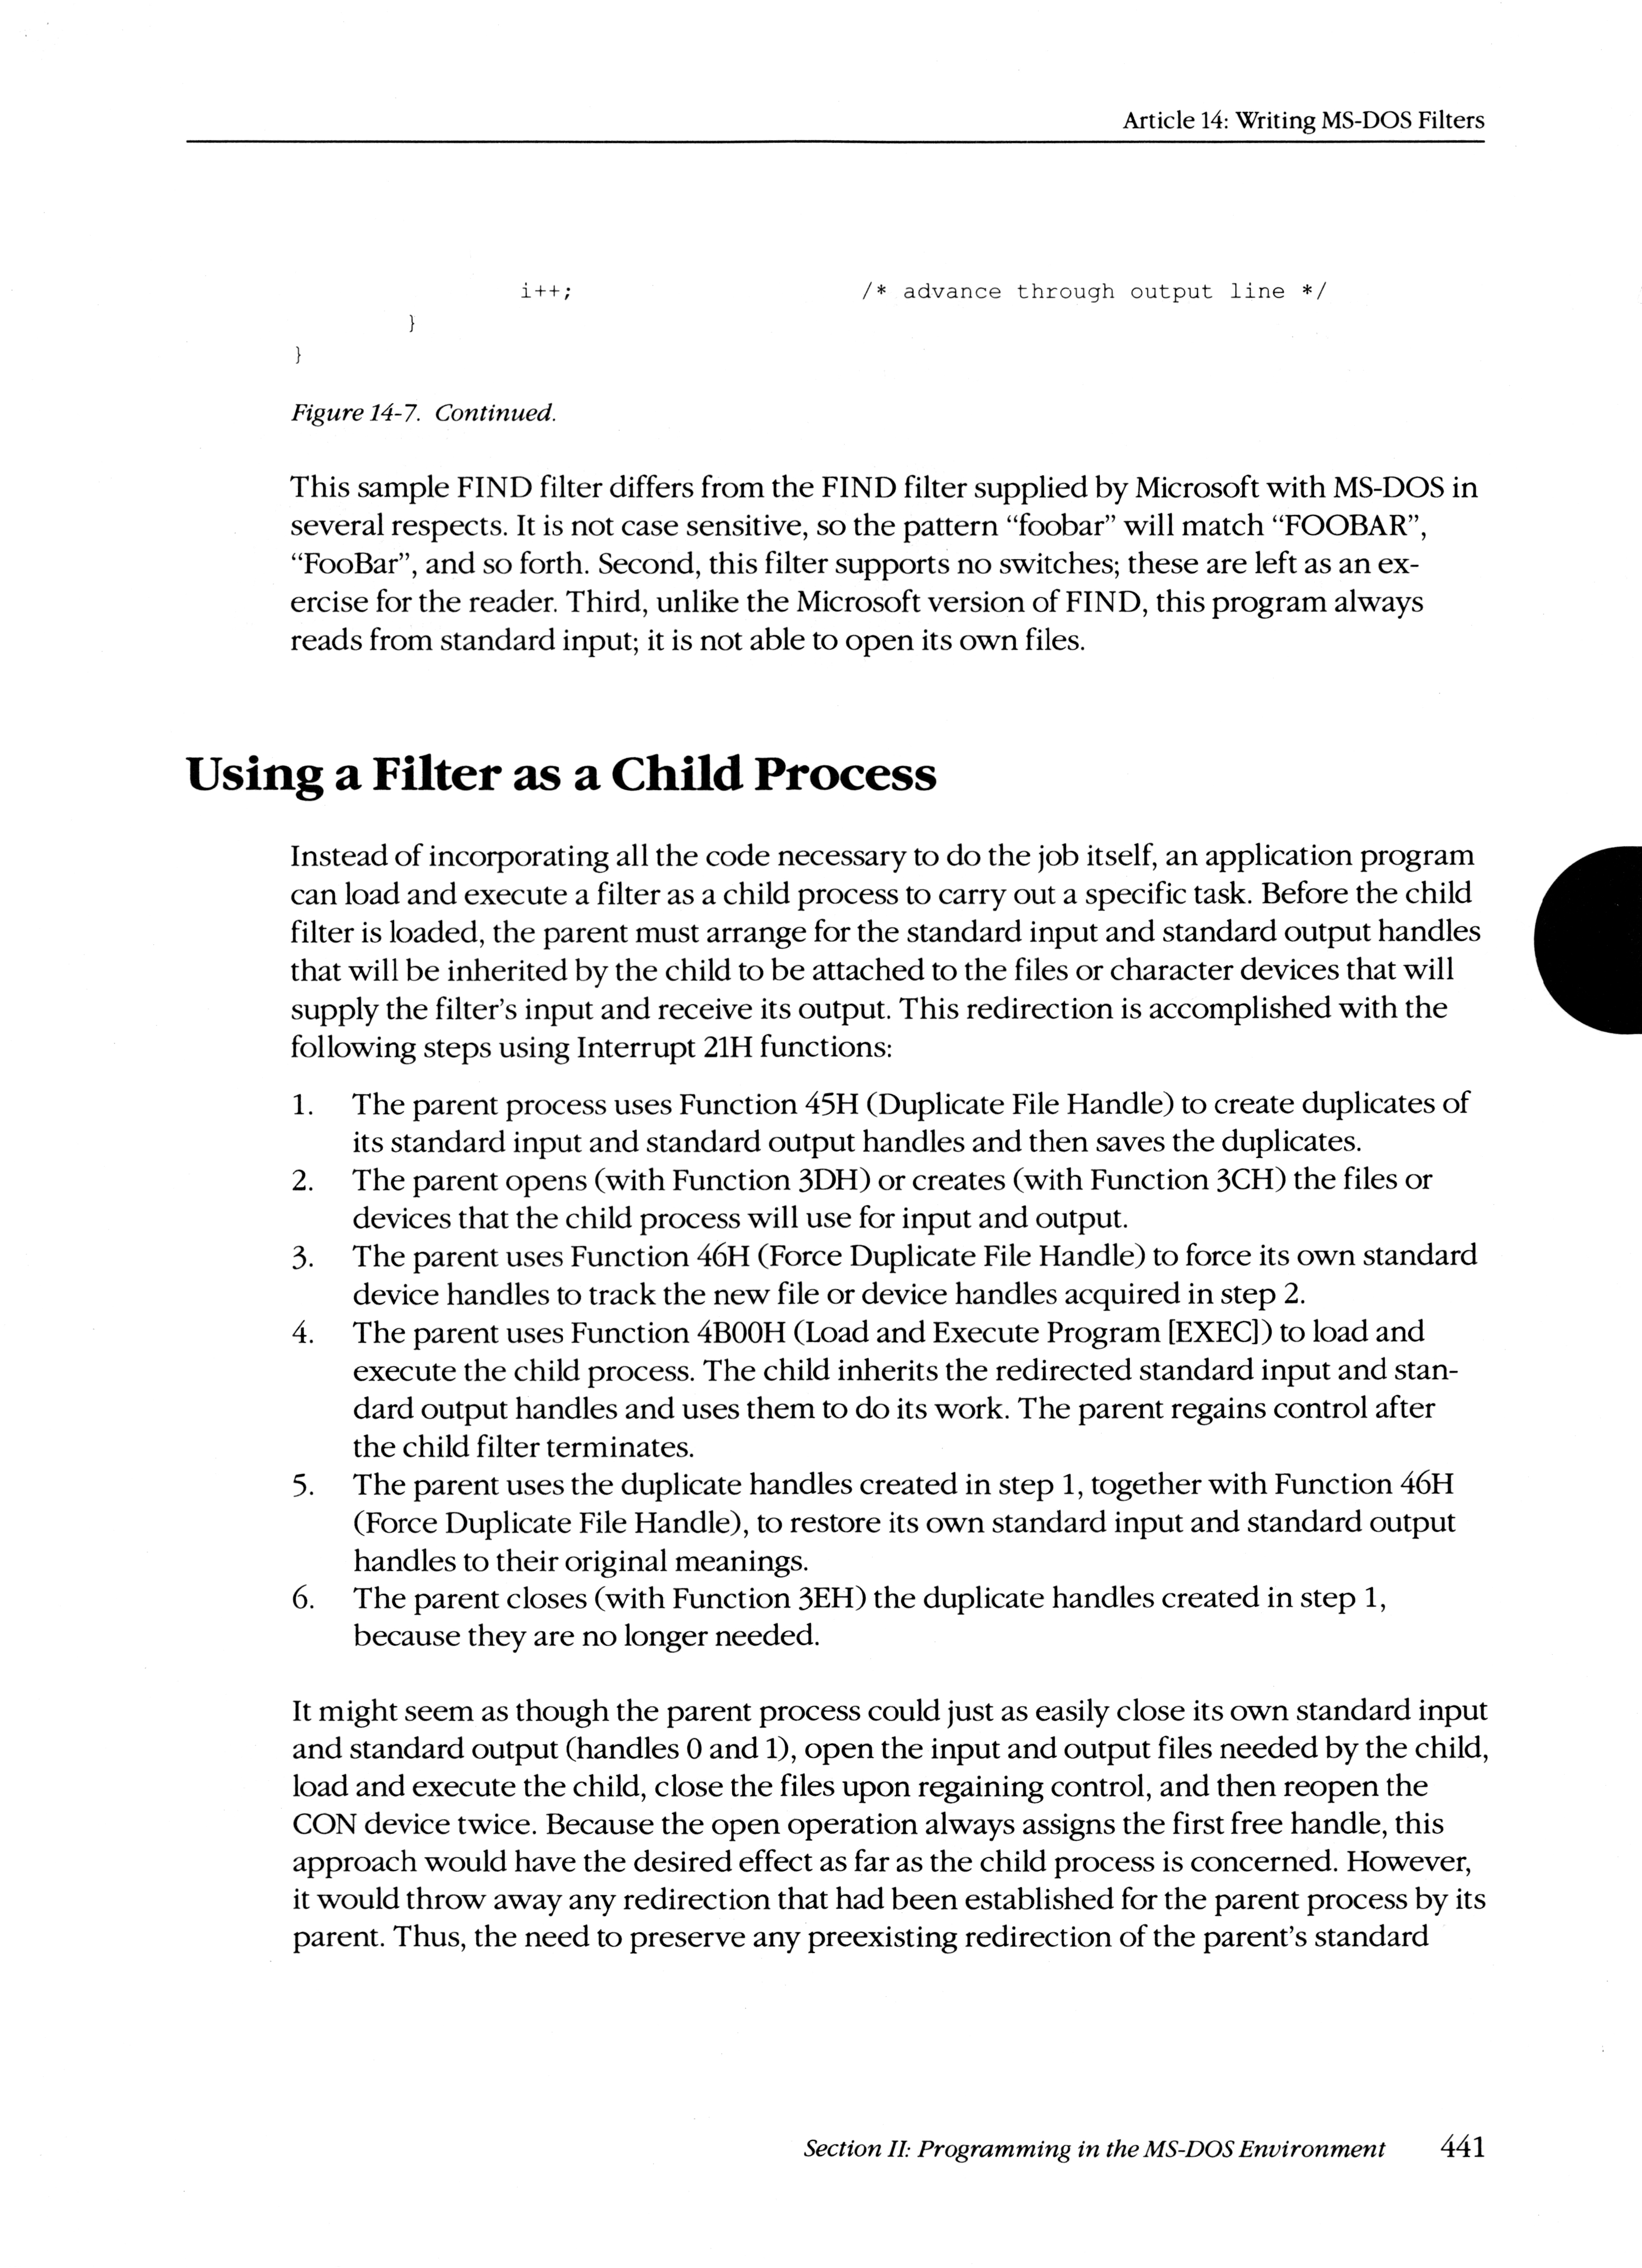 Article 14: Writing MS-DOS Filters
i++; /* advance through output line */
}
}
Figure 14-7. Continued.
This sample FIND filter differs from the FIND filter supplied by Microsoft with MS-DOS in
several respects. It is not case sensitive, so the pattern “foobar” will match “FOOBAR”,
“FooBar”, and so forth. Second, this filter supports no switches; these are left as an ex-
ercise for the reader. Third, unlike the Microsoft version of FIND, this program always
reads from standard input; it is not able to open its own files.
Using a Filter as a Child Process
Instead of incorporating all the code necessary to do the job itself, an application program
can load and execute a filter as a child process to carry out a specific task. Before the child
filter is loaded, the parent must arrange for the standard input and standard output handles
that will be inherited by the child to be attached to the files or character devices that will
supply the filter’s input and receive its output. This redirection is accomplished with the
following steps using Interrupt 21H functions:
1. The parent process uses Function 45H (Duplicate File Handle) to create duplicates of
its standard input and standard output handles and then saves the duplicates.
2. The parent opens (with Function 3DH) or creates (with Function 3CH) the files or
devices that the child process will use for input and output.
3. The parent uses Function 46H (Force Duplicate File Handle) to force its own standard
device handles to track the new file or device handles acquired in step 2.
4. The parent uses Function 4B00H (Load and Execute Program [EXEC]) to load and
execute the child process. The child inherits the redirected standard input and stan-
dard output handles and uses them to do its work. The parent regains control after
the child filter terminates.
5. The parent uses the duplicate handles created in step 1, together with Function 46H
(Force Duplicate File Handle), to restore its own standard input and standard output
handles to their original meanings.
6. The parent closes (with Function 3EH) the duplicate handles created in step 1,
because they are no longer needed.
It might seem as though the parent process could just as easily close its own standard input
and standard output (handles 0 and 1), open the input and output files needed by the child,
load and execute the child, close the files upon regaining control, and then reopen the
CON device twice. Because the open operation always assigns the first free handle, this
approach would have the desired effect as far as the child process is concerned. However,
it would throw away any redirection that had been established for the parent process by its
parent. Thus, the need to preserve any preexisting redirection of the parent’s standard
Section II: Programming in the MS-DOS Environment 441